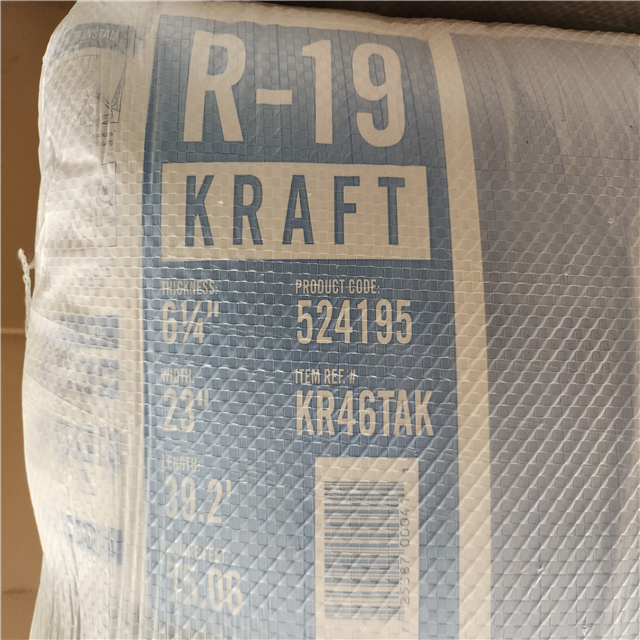 R-19
KRAFT
THICKNESS:
6¼"
PRODUCT CODE:
524195
WIDTH:
23"
ITEM REF. #
KR46TAK
LENGTH:
39.2'
75.06